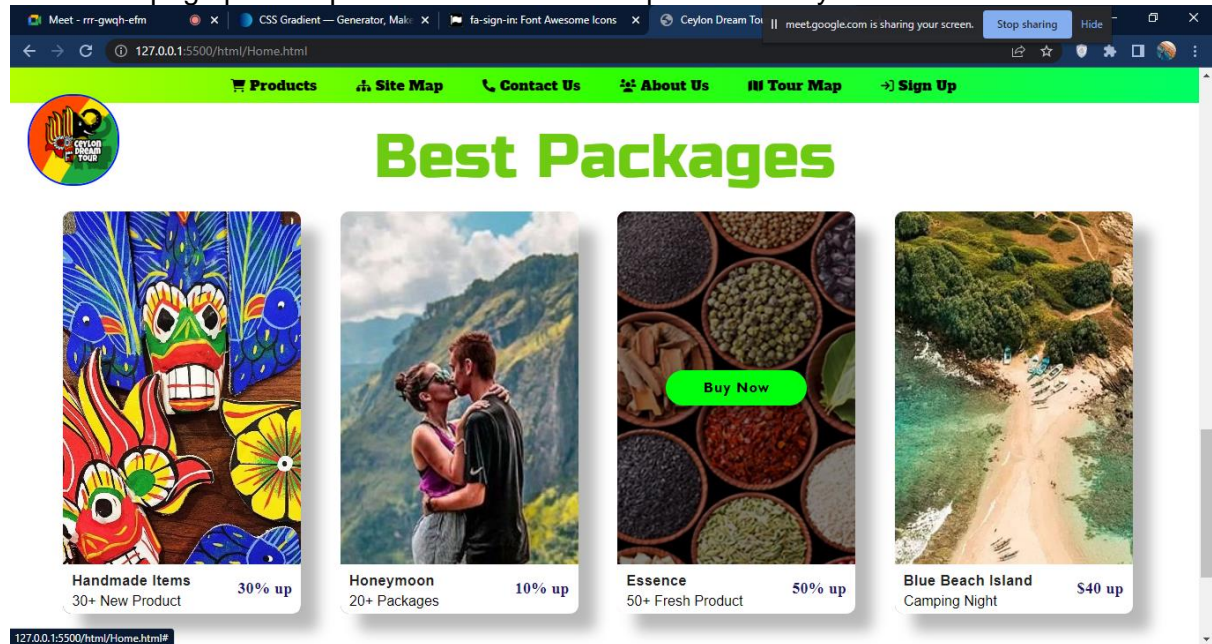 Meet - rrr-gwqh-efm
CSS Gradient — Generator, Make
fa-sign-in: Font Awesome Icons
Ceylon Dream Tou
meet.google.com is sharing your screen.
Stop sharing
Hide
127.0.0.1:5500/html/Home.html
Products
Site Map
Contact Us
About Us
Tour Map
Sign Up
CEYLON
DREAM
TOUR
Best Packages
Buy Now
Handmade Items
30+ New Product
30% up
Honeymoon
20+ Packages
10% up
Essence
50+ Fresh Product
50% up
Blue Beach Island
Camping Night
$40 up
127.0.0.1:5500/html/Home.html#